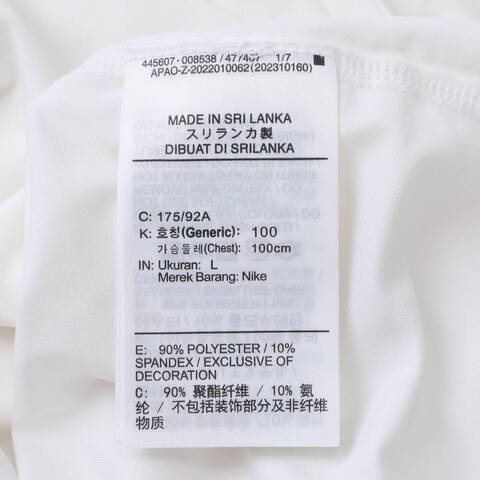 445607-008538 / 477467 1/7
APAO-Z-2022010062(202310160)
MADE IN SRI LANKA
スリランカ製
DIBUAT DI SRILANKA
C: 175/92A
K: 호칭(Generic): 100
가슴둘레(Chest): 100cm
IN: Ukuran: L
Merek Barang: Nike
E: 90% POLYESTER / 10%
SPANDEX / EXCLUSIVE OF
DECORATION
C: 90% 聚酯纤维 / 10% 氨
纶 / 不包括装饰部分及非纤维
物质